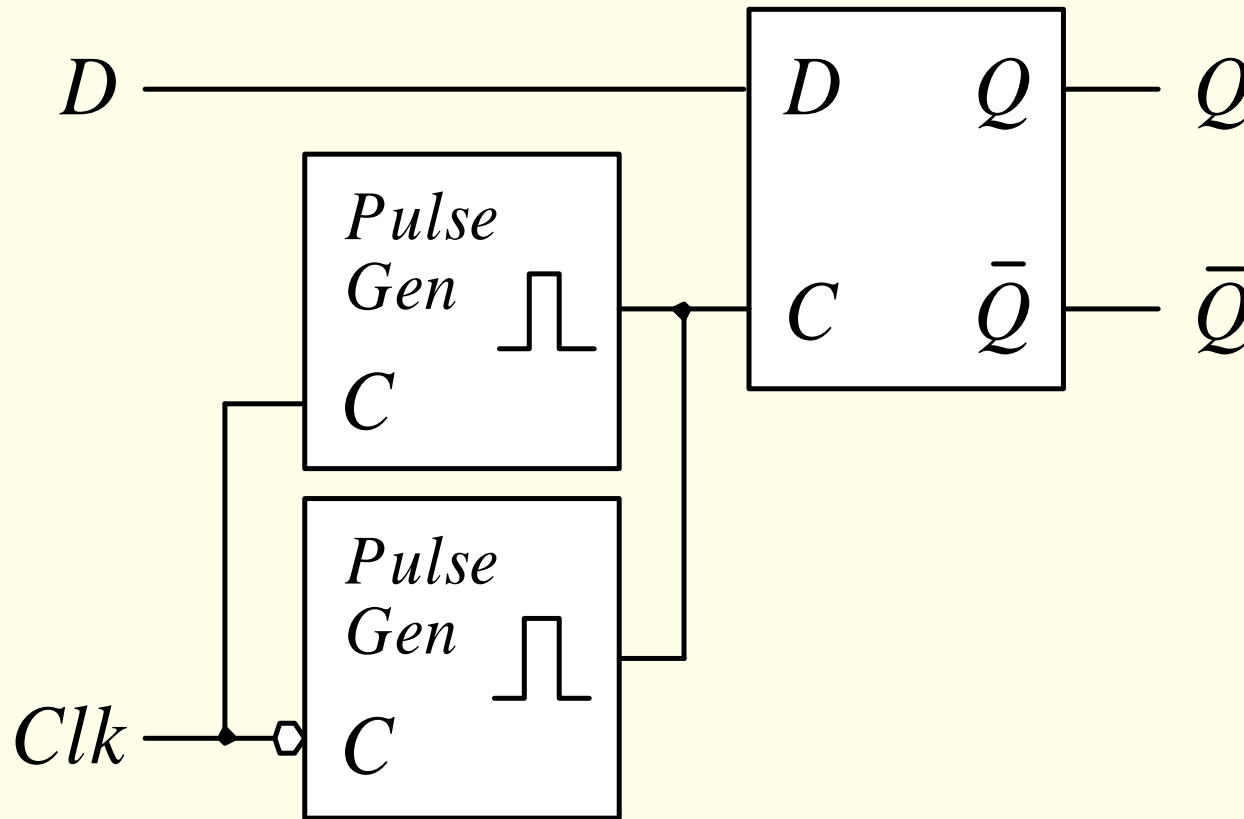 D D Q Q
Pulse
Gen
C
C Q̅ Q̅
Pulse
Gen
Clk C